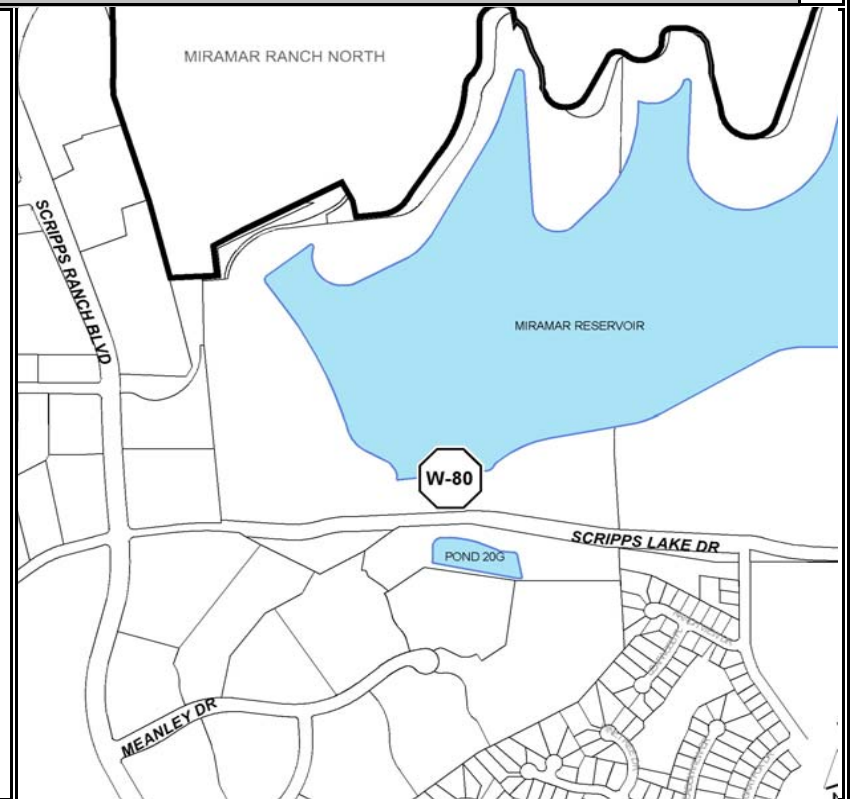 MIRAMAR RANCH NORTH
SCRIPPS RANCH BLVD
MIRAMAR RESERVOIR
W-80
SCRIPPS LAKE DR
POND 20G
MEANLEY DR